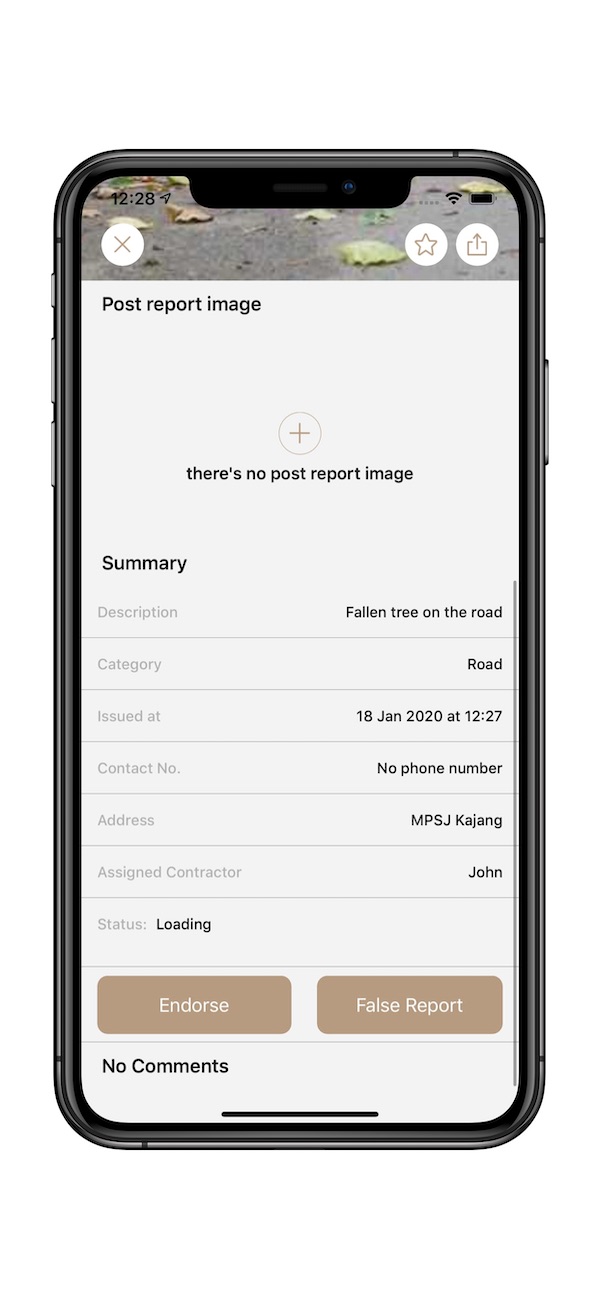 12:28
Post report image
there's no post report image
Summary
Description Fallen tree on the road
Category Road
Issued at 18 Jan 2020 at 12:27
Contact No. No phone number
Address MPSJ Kajang
Assigned Contractor John
Status: Loading
Endorse False Report
No Comments